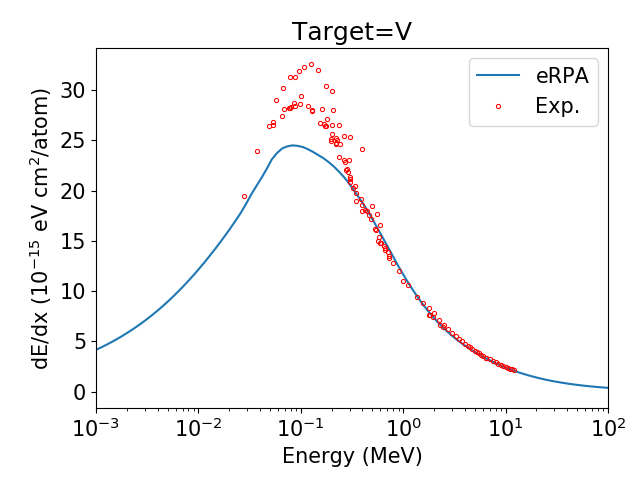 Target=V
eRPA
Exp.
dE/dx (10⁻¹⁵ eV cm²/atom)
30
25
20
15
10
5
0
10⁻³ 10⁻² 10⁻¹ 10⁰ 10¹ 10²
Energy (MeV)